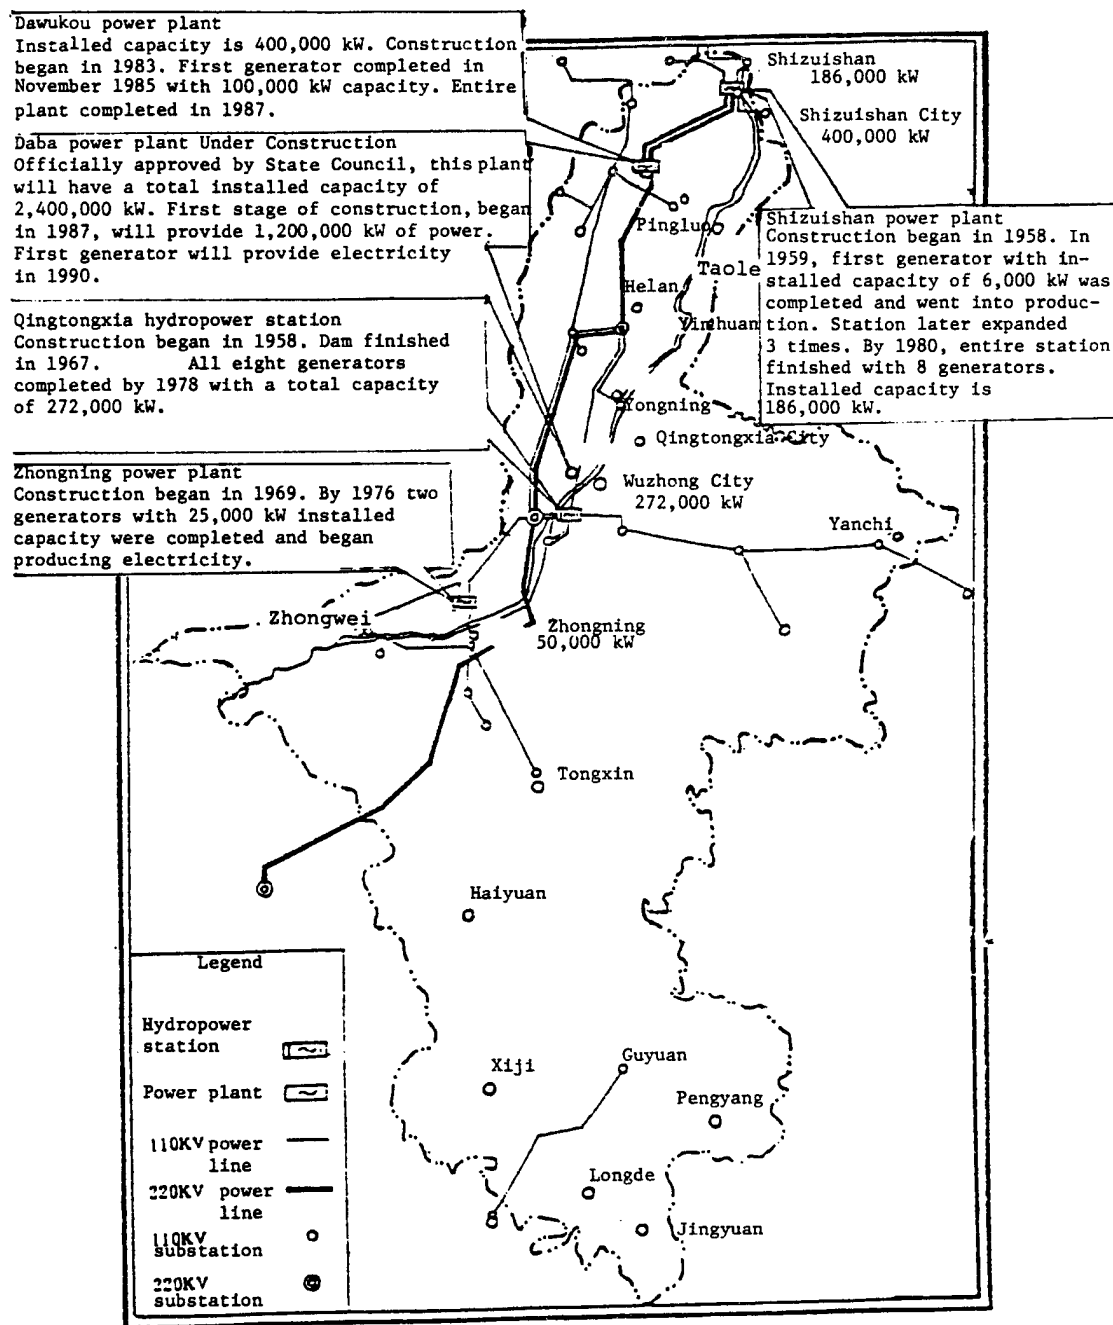 Dawukou power plant
Installed capacity is 400,000 kW. Construction
began in 1983. First generator completed in
November 1985 with 100,000 kW capacity. Entire
plant completed in 1987.
Daba power plant Under Construction
Officially approved by State Council, this plant
will have a total installed capacity of
2,400,000 kW. First stage of construction, began
in 1987, will provide 1,200,000 kW of power.
First generator will provide electricity
in 1990.
Qingtongxia hydropower station
Construction began in 1958. Dam finished
in 1967. All eight generators
completed by 1978 with a total capacity
of 272,000 kW.
Zhongning power plant
Construction began in 1969. By 1976 two
generators with 25,000 kW installed
capacity were completed and began
producing electricity.
Shizuishan
186,000 kW
Shizuishan City
400,000 kW
Shizuishan power plant
Construction began in 1958. In
1959, first generator with in-
stalled capacity of 6,000 kW was
completed and went into produc-
tion. Station later expanded
3 times. By 1980, entire station
finished with 8 generators.
Installed capacity is
186,000 kW.
Pingluo
Taole
Helan
Yinchuan
Yongning
Qingtongxia City
Wuzhong City
272,000 kW
Yanchi
Zhongwei
Zhongning
50,000 kW
Tongxin
Haiyuan
Xiji
Guyuan
Pengyang
Longde
Jingyuan
Legend
Hydropower
station
Power plant
110KV power
line
220KV power
line
110KV
substation
220KV
substation